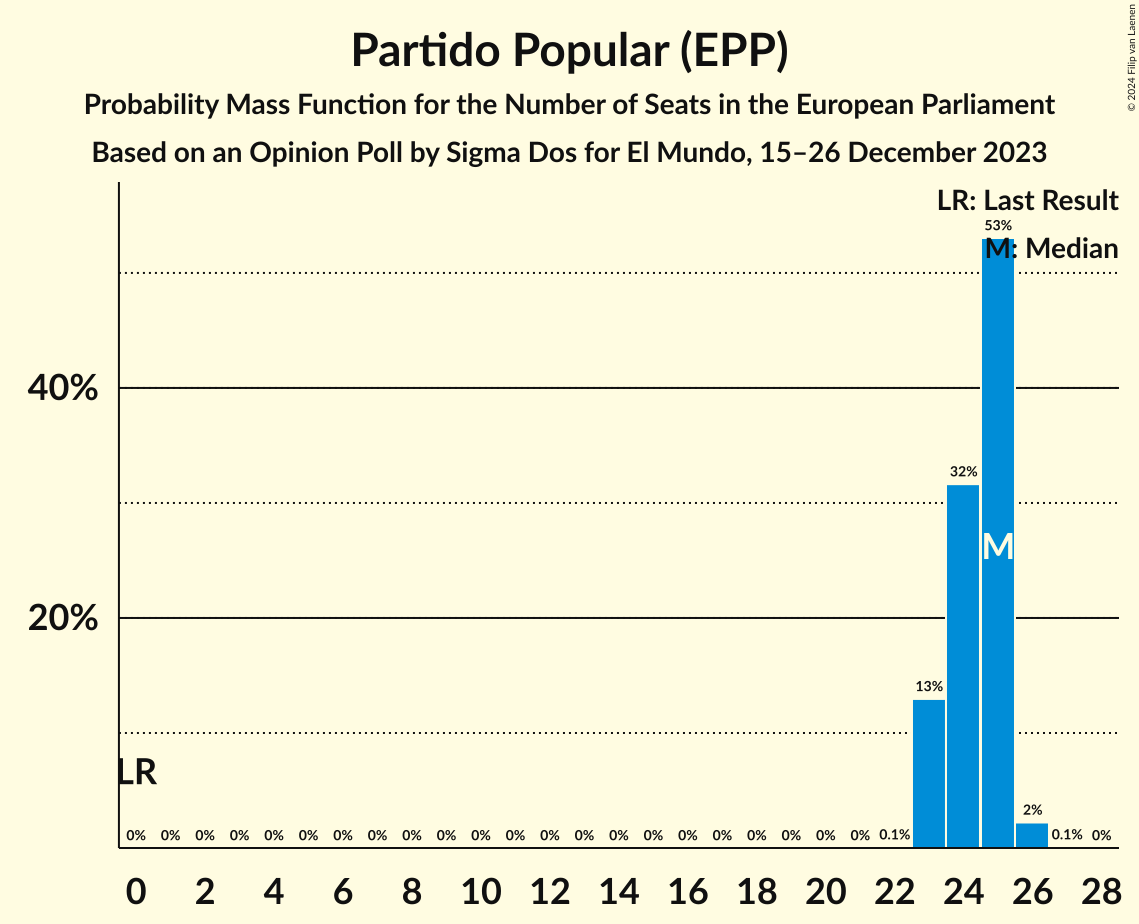 Partido Popular (EPP)
Probability Mass Function for the Number of Seats in the European Parliament
Based on an Opinion Poll by Sigma Dos for El Mundo, 15–26 December 2023
© 2024 Filip van Laenen
LR: Last Result
53%
M: Median
40%
32%
M
20%
13%
LR
0% 0% 0% 0% 0% 0% 0% 0% 0% 0% 0% 0% 0% 0% 0% 0% 0% 0% 0% 0% 0% 0% 0.1% 2% 0.1% 0%
0 2 4 6 8 10 12 14 16 18 20 22 24 26 28